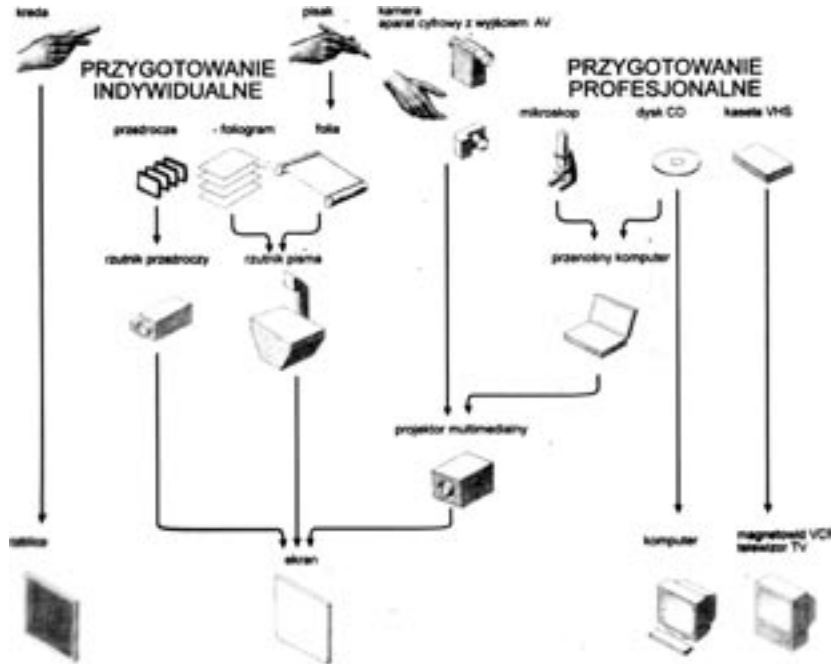 kreda
pisak
kamera
aparat cyfrowy z wyjściem AV
PRZYGOTOWANIE
INDYWIDUALNE
PRZYGOTOWANIE
PROFESJONALNE
przeźrocza
- foliogram
folia
mikroskop
dysk CD
kaseta VHS
rzutnik przeźroczy
rzutnik pisma
przenośny komputer
projektor multimedialny
tablica
ekran
komputer
magnetowid VCR
telewizor TV